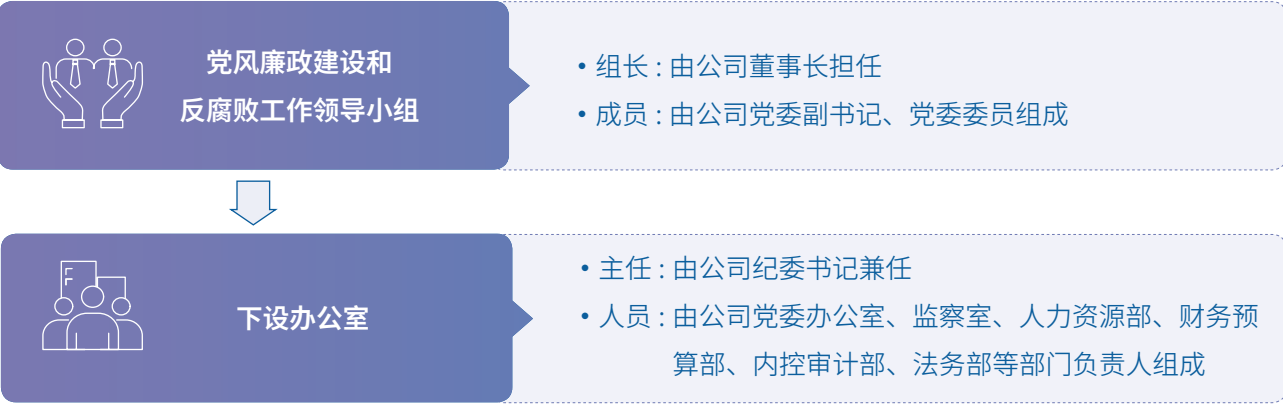 党风廉政建设和
反腐败工作领导小组
• 组长 : 由公司董事长担任
• 成员 : 由公司党委副书记、党委委员组成
下设办公室
• 主任 : 由公司纪委书记兼任
• 人员 : 由公司党委办公室、监察室、人力资源部、财务预
算部、内控审计部、法务部等部门负责人组成